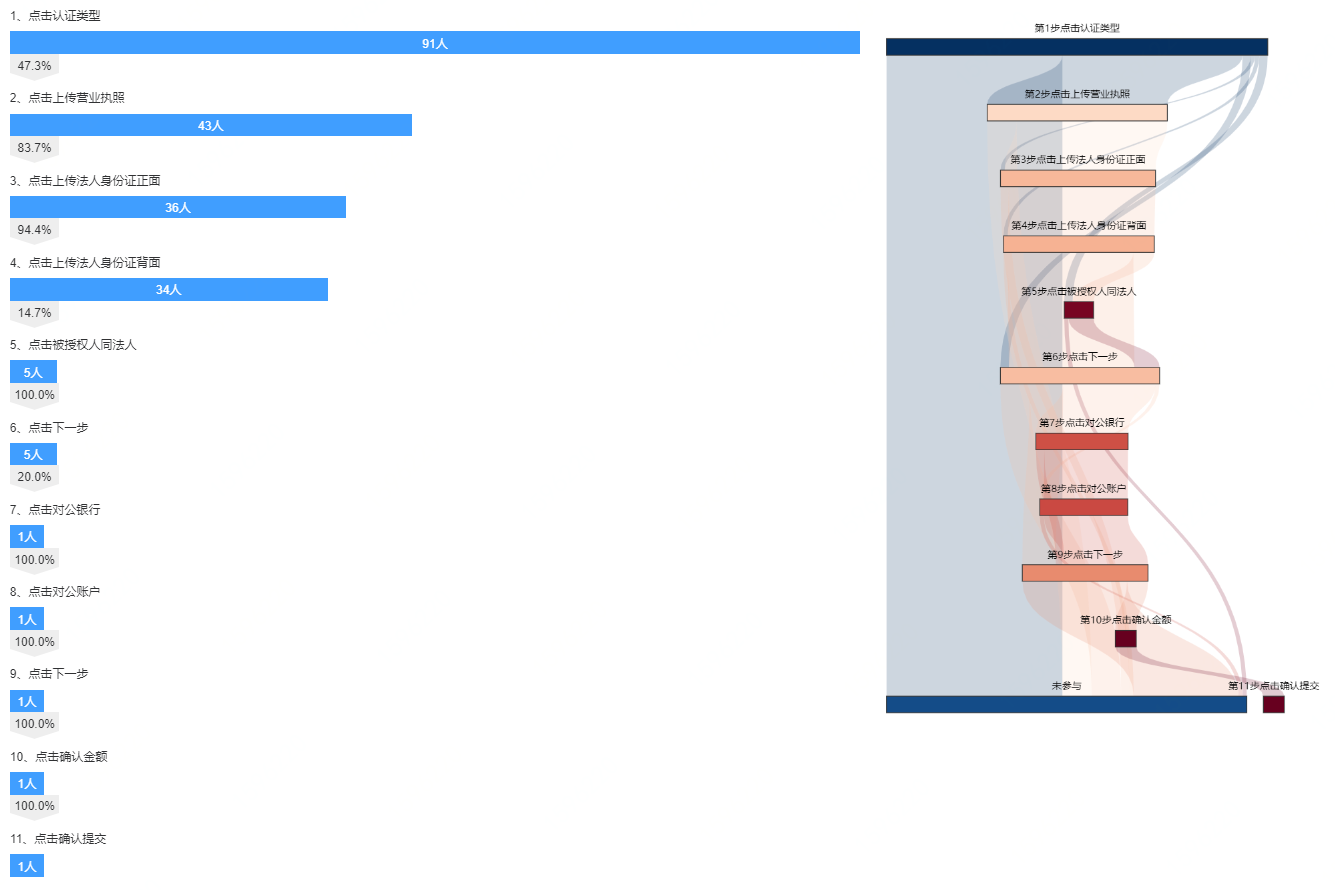 1、点击认证类型
91人
47.3%
2、点击上传营业执照
43人
83.7%
3、点击上传法人身份证正面
36人
94.4%
4、点击上传法人身份证背面
34人
14.7%
5、点击被授权人同法人
5人
100.0%
6、点击下一步
5人
20.0%
7、点击对公银行
1人
100.0%
8、点击对公账户
1人
100.0%
9、点击下一步
1人
100.0%
10、点击确认金额
1人
100.0%
11、点击确认提交
1人
第1步点击认证类型
第2步点击上传营业执照
第3步点击上传法人身份证正面
第4步点击上传法人身份证背面
第5步点击被授权人同法人
第6步点击下一步
第7步点击对公银行
第8步点击对公账户
第9步点击下一步
第10步点击确认金额
未参与
第11步点击确认提交